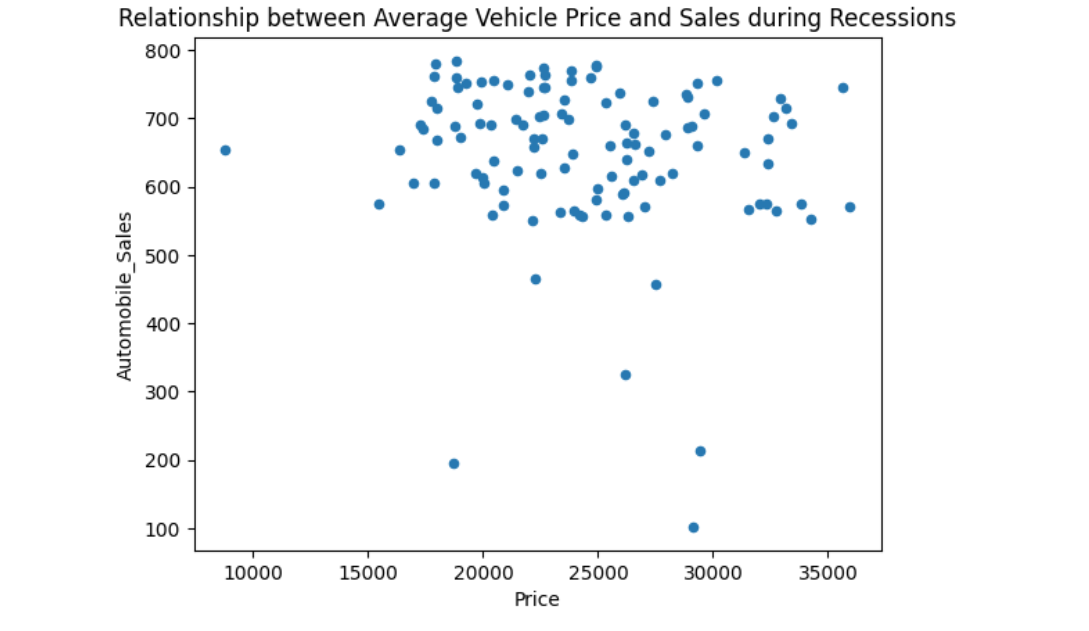 Relationship between Average Vehicle Price and Sales during Recessions
800
700
600
500
400
300
200
100
Automobile_Sales
10000 15000 20000 25000 30000 35000
Price